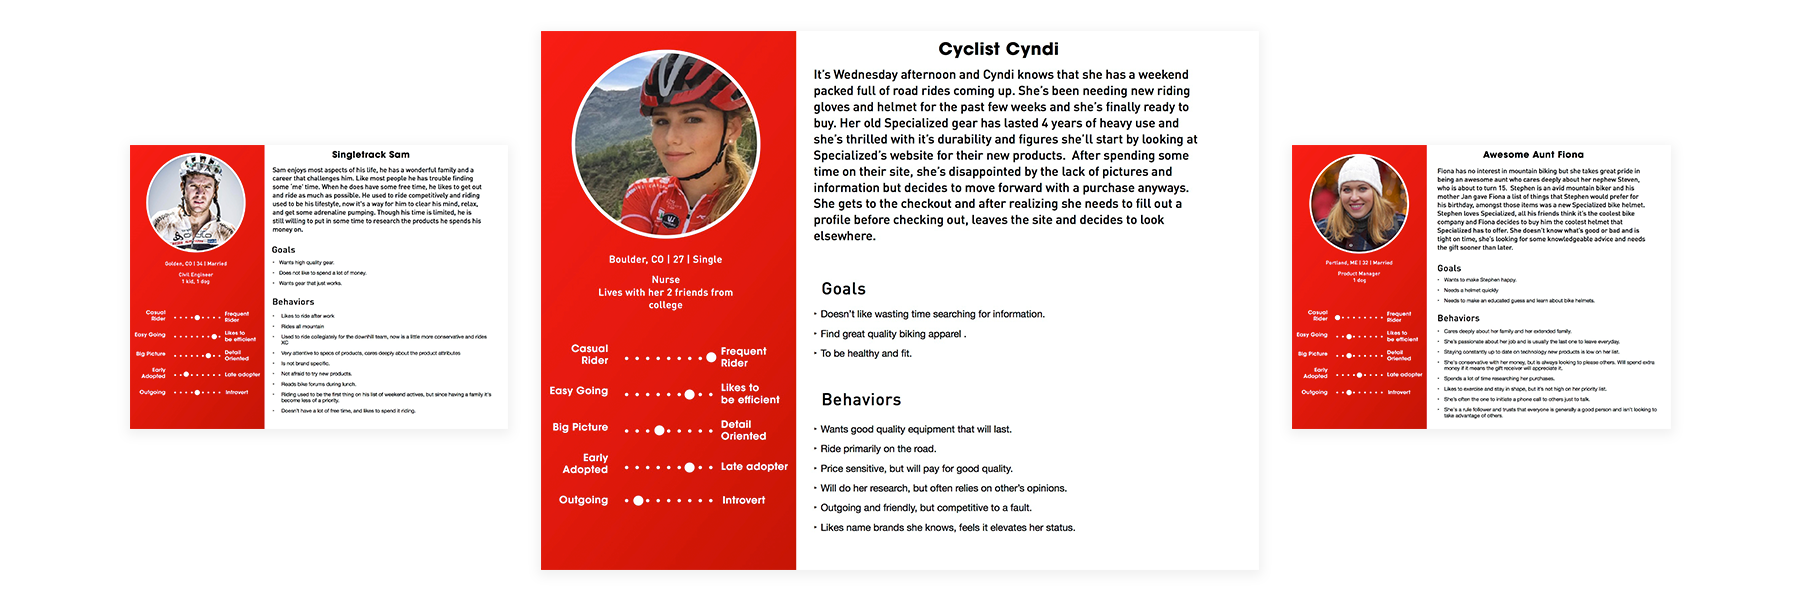 Singletrack Sam
Sam enjoys most aspects of his life, he has a wonderful family and a
career that challenges him. Like most people he has trouble finding
some 'me' time. When he does have some free time, he likes to get out
and ride as much as possible. He used to ride competitively and riding
used to be his lifestyle, now it's a way for him to clear his mind, relax,
and get some adrenaline pumping. Though his time is limited, he is
still willing to put in some time to research the products he spends his
money on.
Golden, CO | 34 | Married
Civil Engineer
1 kid, 1 dog
Casual
Rider
Frequent
Rider
Easy Going
Likes to
be efficient
Big Picture
Detail
Oriented
Early
Adopted
Late adopter
Outgoing
Introvert
Goals
• Wants high quality gear.
• Does not like to spend a lot of money.
• Wants gear that just works.
Behaviors
• Likes to ride after work
• Rides all mountain
• Used to ride collegiately for the downhill team, now is a little more conservative and rides
XC
• Very attentive to specs of products, cares deeply about the product attributes
• Is not brand specific.
• Not afraid to try new products.
• Reads bike forums during lunch.
• Riding used to be the first thing on his list of weekend actives, but since having a family it's
become less of a priority.
• Doesn't have a lot of free time, and likes to spend it riding.
Cyclist Cyndi
It's Wednesday afternoon and Cyndi knows that she has a weekend
packed full of road rides coming up. She's been needing new riding
gloves and helmet for the past few weeks and she's finally ready to
buy. Her old Specialized gear has lasted 4 years of heavy use and
she's thrilled with it's durability and figures she'll start by looking at
Specialized's website for their new products. After spending some
time on their site, she's disappointed by the lack of pictures and
information but decides to move forward with a purchase anyways.
She gets to the checkout and after realizing she needs to fill out a
profile before checking out, leaves the site and decides to look
elsewhere.
Boulder, CO | 27 | Single
Nurse
Lives with her 2 friends from
college
Casual
Rider
Frequent
Rider
Easy Going
Likes to
be efficient
Big Picture
Detail
Oriented
Early
Adopted
Late adopter
Outgoing
Introvert
Goals
• Doesn't like wasting time searching for information.
• Find great quality biking apparel .
• To be healthy and fit.
Behaviors
• Wants good quality equipment that will last.
• Ride primarily on the road.
• Price sensitive, but will pay for good quality.
• Will do her research, but often relies on other's opinions.
• Outgoing and friendly, but competitive to a fault.
• Likes name brands she knows, feels it elevates her status.
Awesome Aunt Fiona
Fiona has no interest in mountain biking but she takes great pride in
being an awesome aunt who cares deeply about her nephew Steven,
who is about to turn 15. Stephen is an avid mountain biker and his
mother Jan gave Fiona a list of things that Stephen would prefer for
his birthday, amongst those items was a new Specialized bike helmet.
Stephen loves Specialized, all his friends think it's the coolest bike
company and Fiona decides to buy him the coolest helmet that
Specialized has to offer. She doesn't know what's good or bad and is
tight on time, she's looking for some knowledgeable advice and needs
the gift sooner than later.
Portland, ME | 32 | Married
Product Manager
1 dog
Casual
Rider
Frequent
Rider
Easy Going
Likes to
be efficient
Big Picture
Detail
Oriented
Early
Adopted
Late adopter
Outgoing
Introvert
Goals
• Wants to make Stephen happy.
• Needs a helmet quickly
• Needs to make an educated guess and learn about bike helmets.
Behaviors
• Cares deeply about her family and her extended family.
• She's passionate about her job and is usually the last one to leave everyday.
• Staying constantly up to date on technology new products is low on her list.
• She's conservative with her money, but is always looking to please others. Will spend extra
money if it means the gift receiver will appreciate it.
• Spends a lot of time researching her purchases.
• Likes to exercise and stay in shape, but it's not high on her priority list.
• She's often the one to initiate a phone call to others just to talk.
• She's a rule follower and trusts that everyone is generally a good person and isn't looking to
take advantage of others.